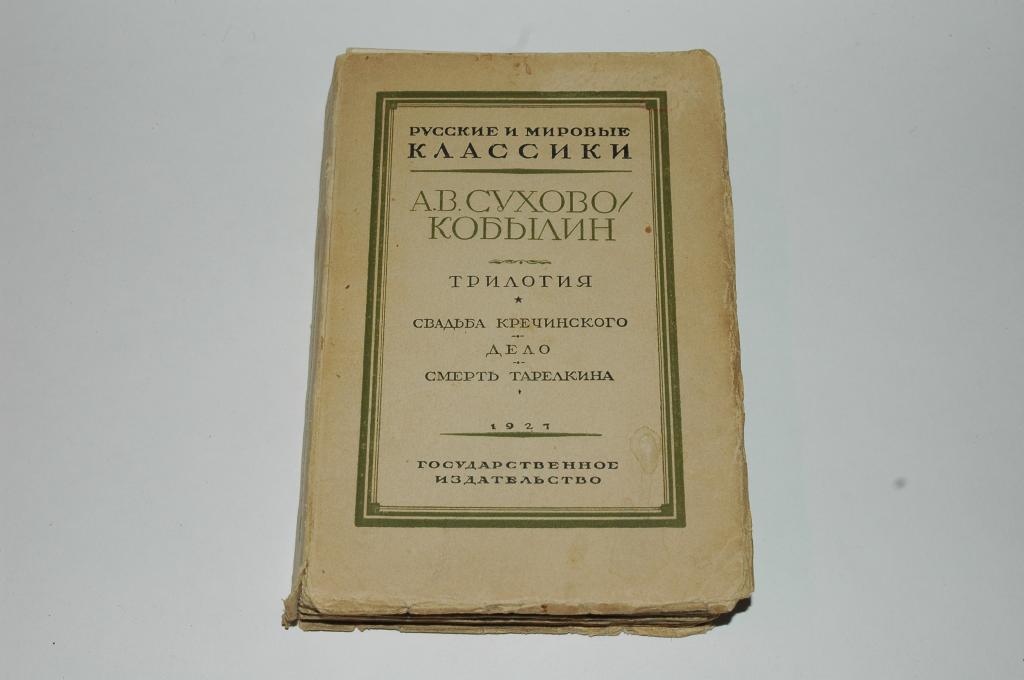 РУССКИЕ И МИРОВЫЕ
КЛАССИКИ
А.В. СУХОВО/
КОБЫЛИН
ТРИЛОГИЯ
СВАДЬБА КРЕЧИНСКОГО
ДЕЛО
СМЕРТЬ ТАРЕЛКИНА
1927
ГОСУДАРСТВЕННОЕ
ИЗДАТЕЛЬСТВО